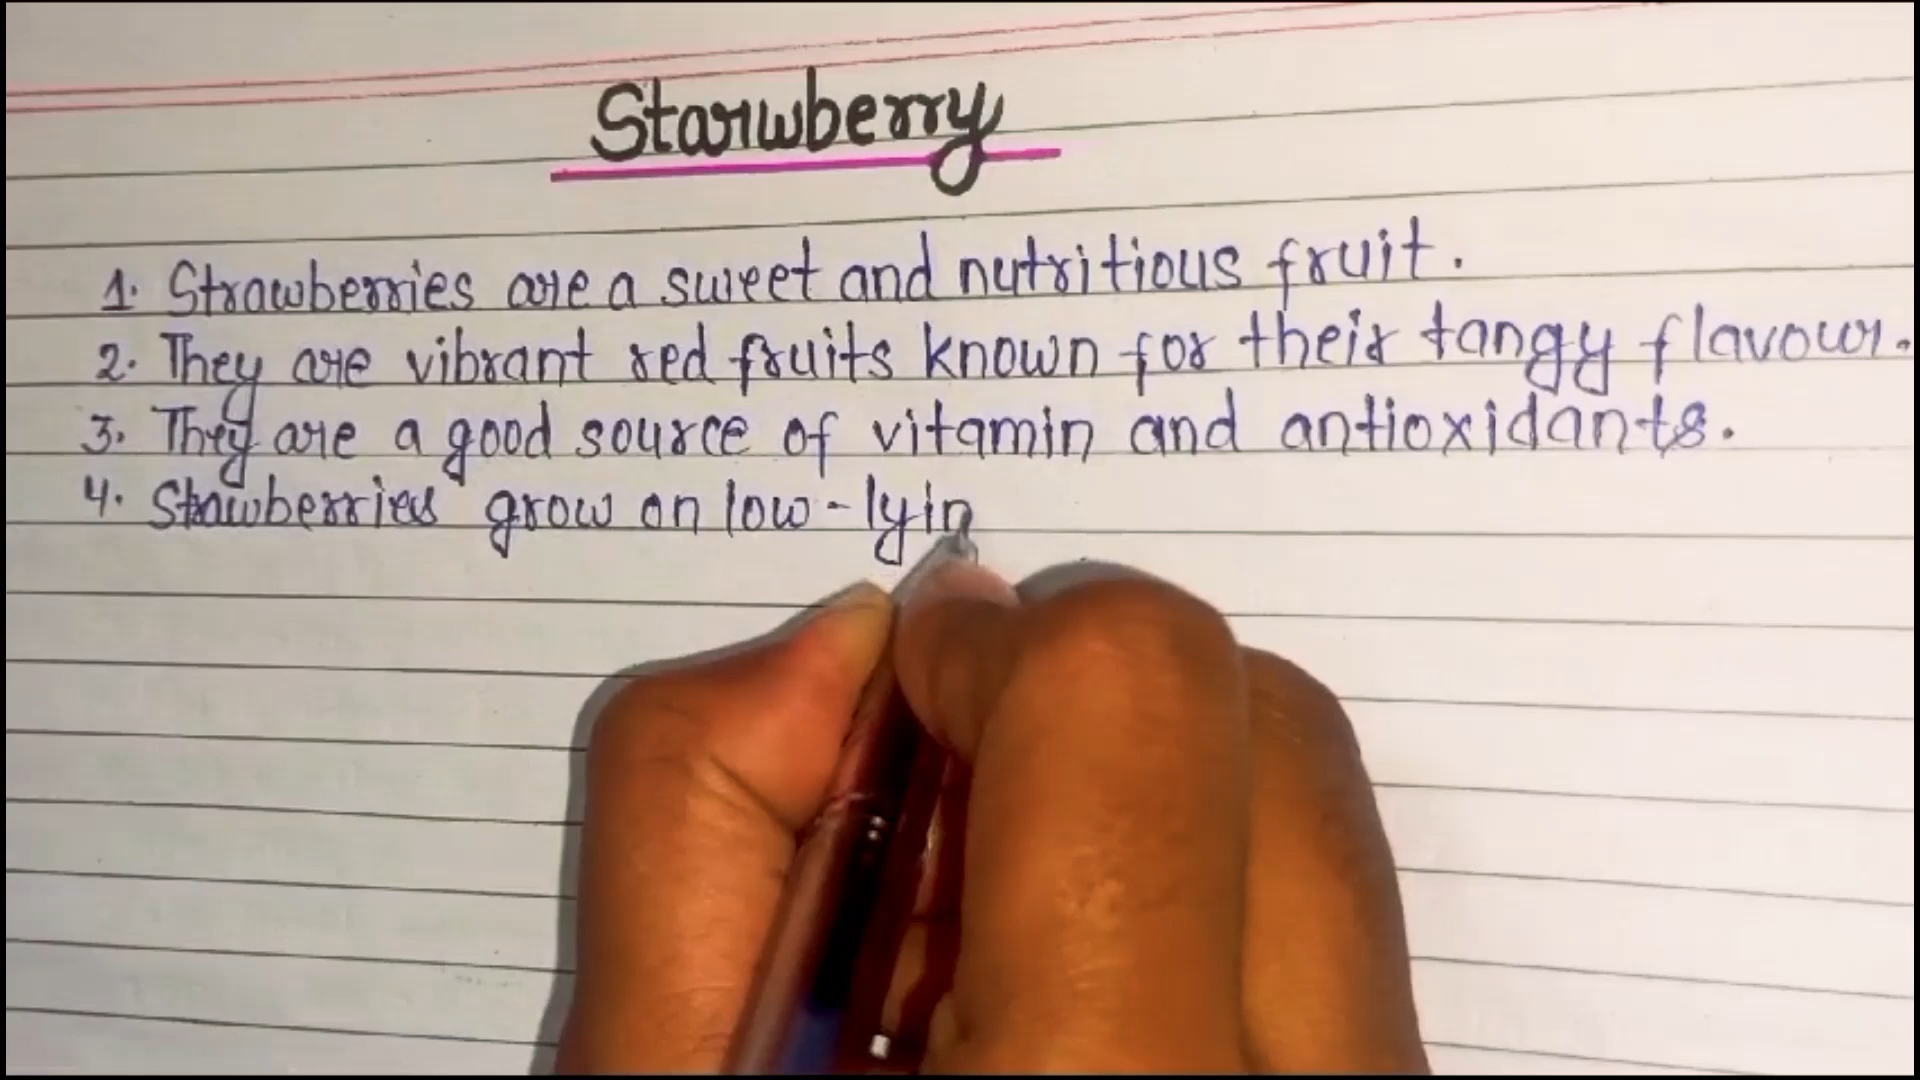 Starwberry
1. Strawberries are a sweet and nutritious fruit.
2. They are vibrant red fruits known for their tangy flavour.
3. They are a good source of vitamin and antioxidants.
4. Strawberries grow on low-lyin